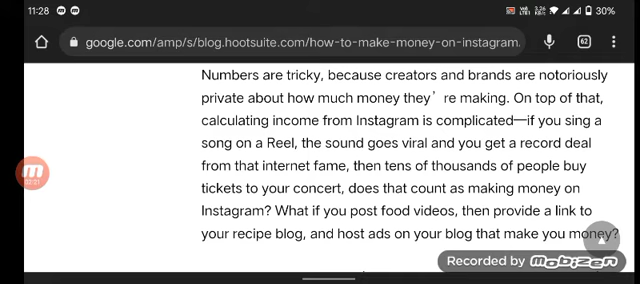 11:28
3.26
KB/s
30%
google.com/amp/s/blog.hootsuite.com/how-to-make-money-on-instagram.
62
Numbers are tricky, because creators and brands are notoriously
private about how much money they're making. On top of that,
calculating income from Instagram is complicated—if you sing a
song on a Reel, the sound goes viral and you get a record deal
from that internet fame, then tens of thousands of people buy
tickets to your concert, does that count as making money on
Instagram? What if you post food videos, then provide a link to
your recipe blog, and host ads on your blog that make you money?
02:21
Recorded by Mobizen